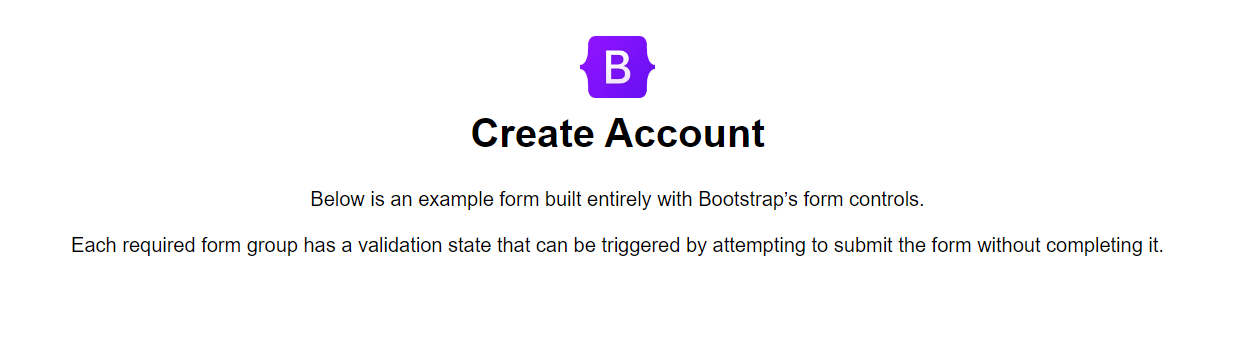 B
Create Account
Below is an example form built entirely with Bootstrap’s form controls.
Each required form group has a validation state that can be triggered by attempting to submit the form without completing it.